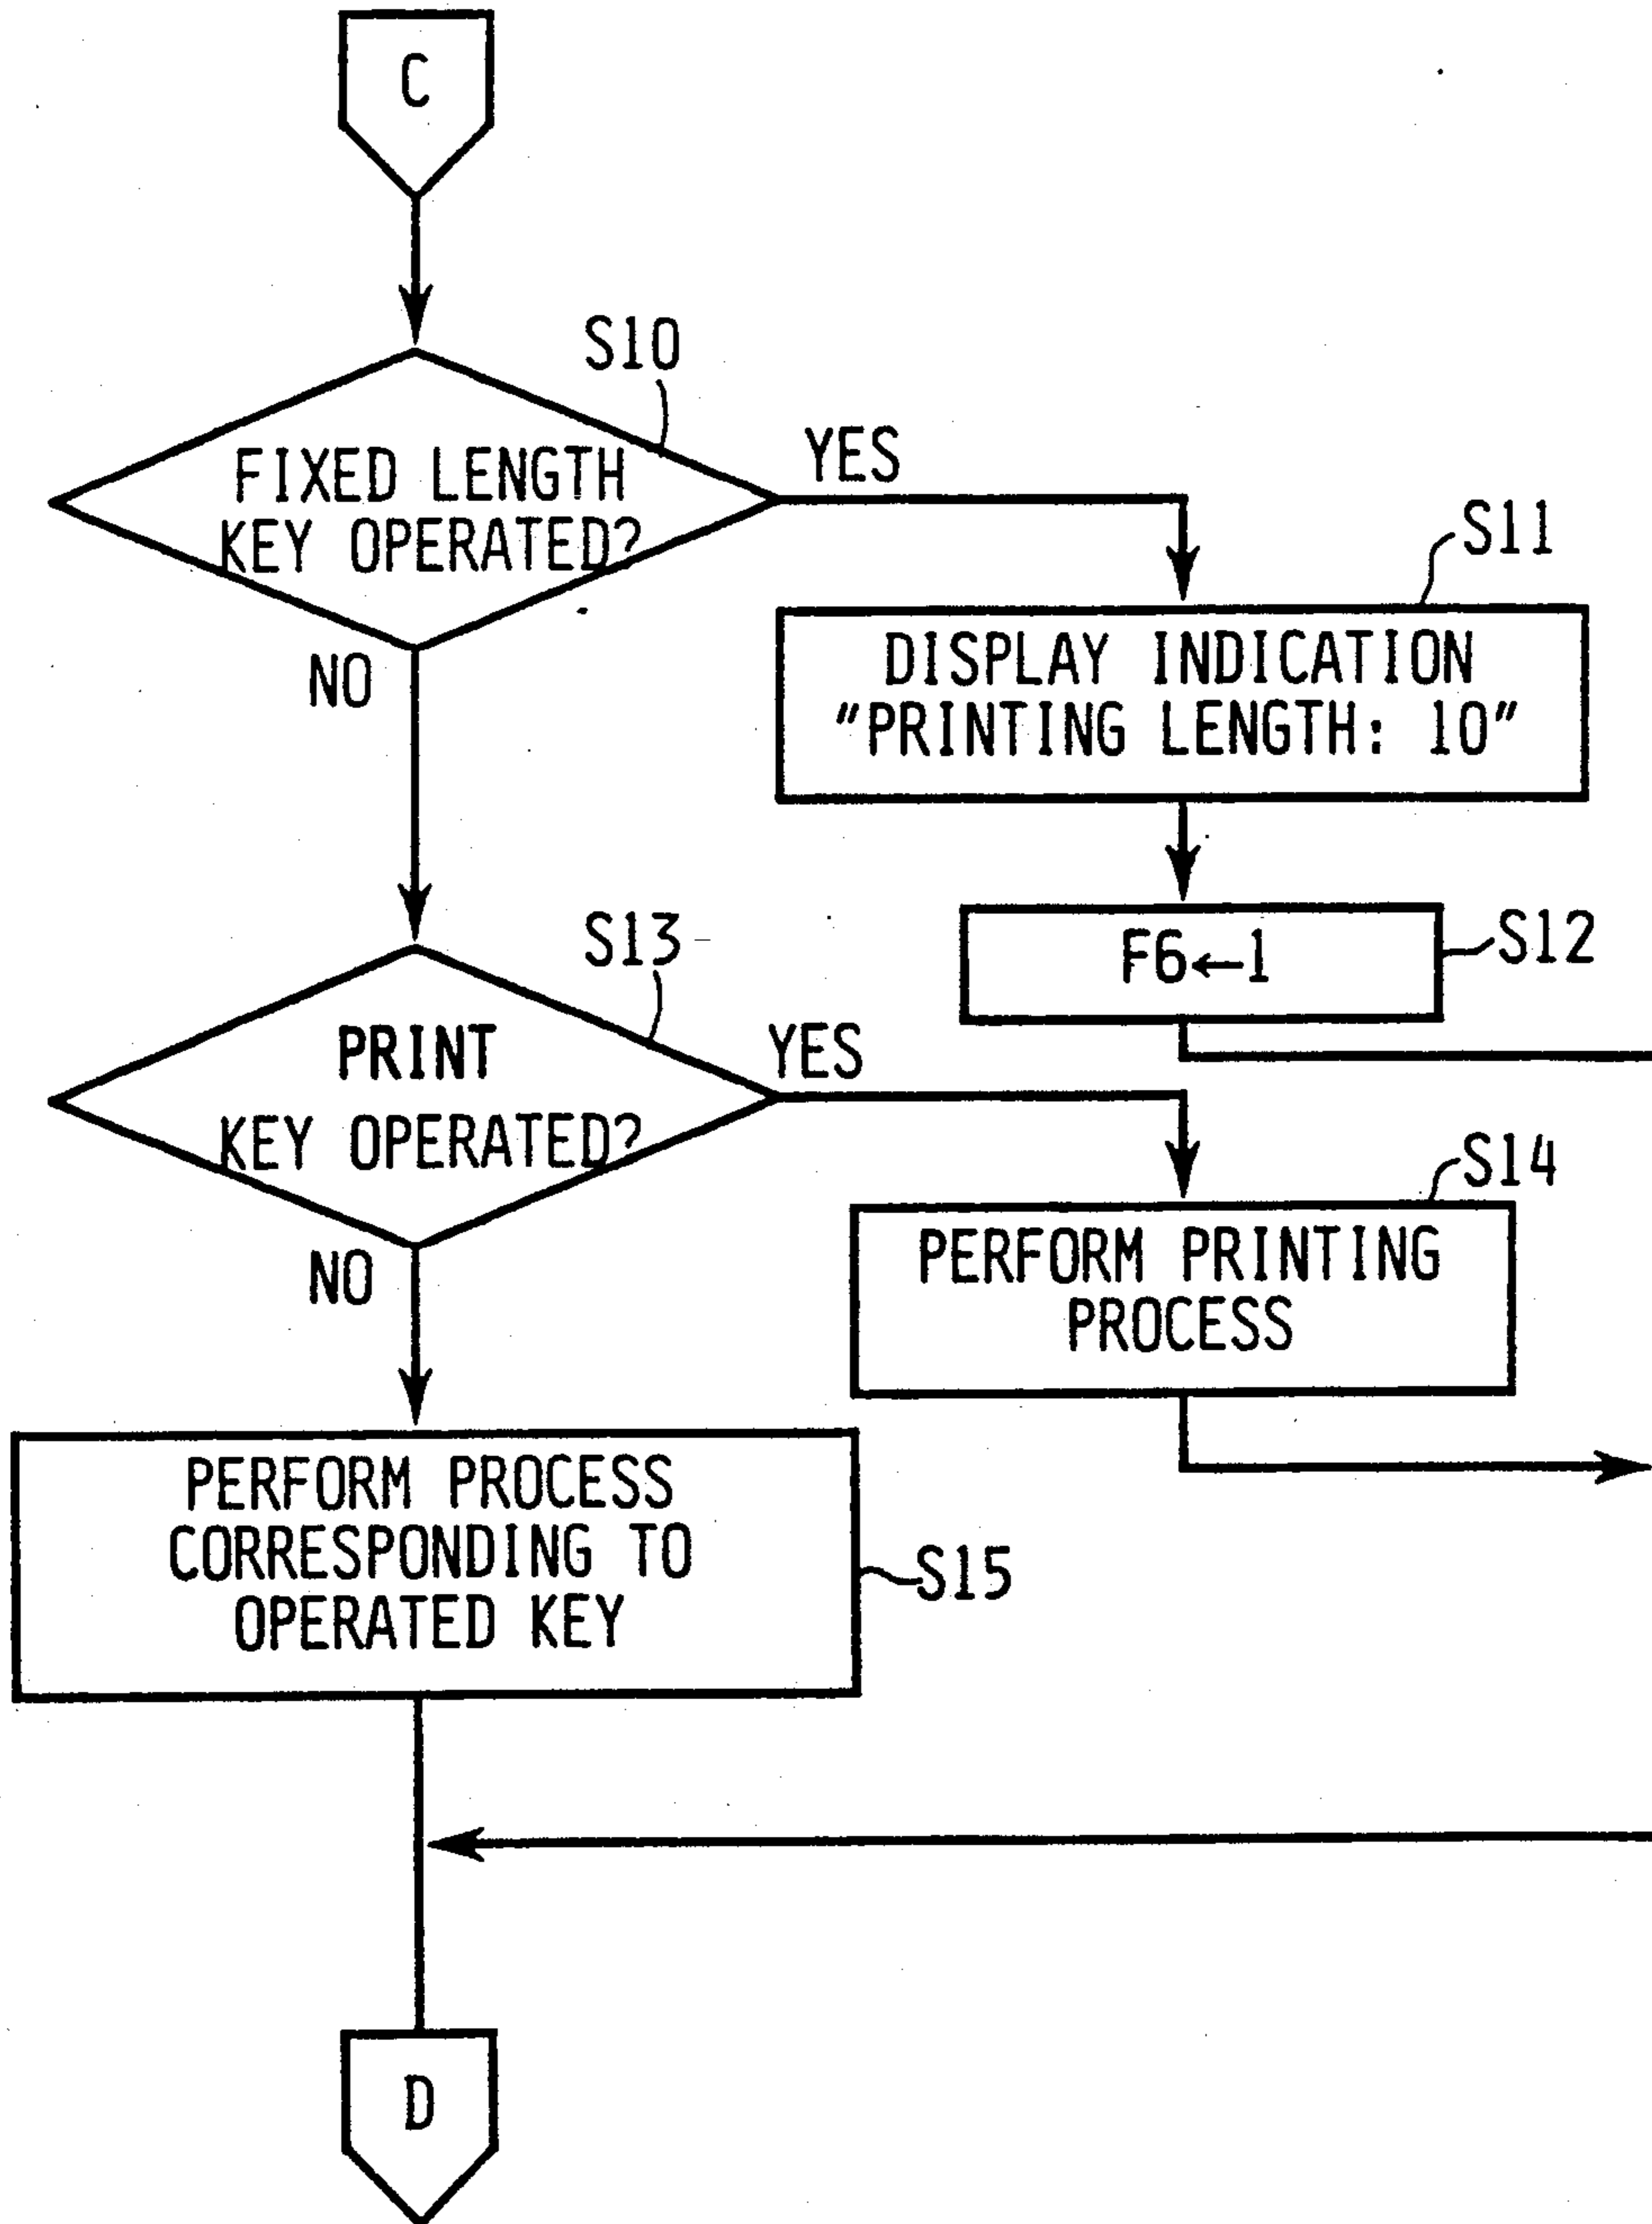 C
S10
FIXED LENGTH
KEY OPERATED?
YES
NO
S11
DISPLAY INDICATION
"PRINTING LENGTH: 10"
F6←1
S12
S13
PRINT
KEY OPERATED?
YES
NO
S14
PERFORM PRINTING
PROCESS
PERFORM PROCESS
CORRESPONDING TO
OPERATED KEY
S15
D